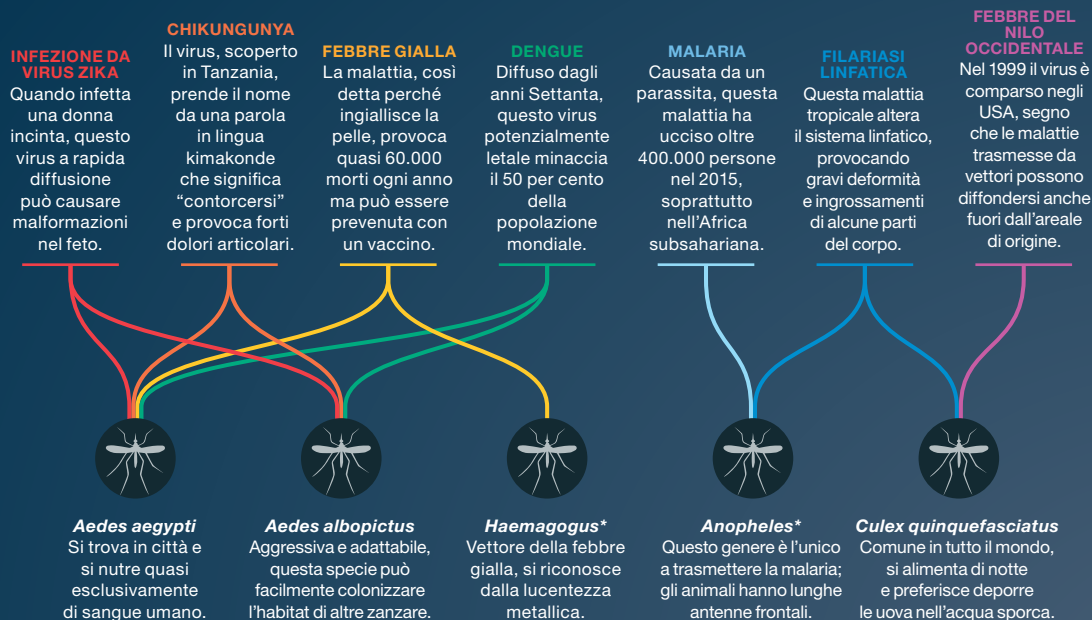 INFEZIONE DA
VIRUS ZIKA
Quando infetta
una donna
incinta, questo
virus a rapida
diffusione
può causare
malformazioni
nel feto.
CHIKUNGUNYA
Il virus, scoperto
in Tanzania,
prende il nome
da una parola
in lingua
kimakonde
che significa
“contorcersi”
e provoca forti
dolori articolari.
FEBBRE GIALLA
La malattia, così
detta perché
ingiallisce la
pelle, provoca
quasi 60.000
morti ogni anno
ma può essere
prevenuta con
un vaccino.
DENGUE
Diffuso dagli
anni Settanta,
questo virus
potenzialmente
letale minaccia
il 50 per cento
della
popolazione
mondiale.
MALARIA
Causata da un
parassita, questa
malattia ha
ucciso oltre
400.000 persone
nel 2015,
soprattutto
nell’Africa
subsahariana.
FILARIASI
LINFATICA
Questa malattia
tropicale altera
il sistema linfatico,
provocando
gravi deformità
e ingrossamenti
di alcune parti
del corpo.
FEBBRE DEL
NILO
OCCIDENTALE
Nel 1999 il virus è
comparso negli
USA, segno
che le malattie
trasmesse da
vettori possono
diffondersi anche
fuori dall’areale
di origine.
Aedes aegypti
Si trova in città e
si nutre quasi
esclusivamente
di sangue umano.
Aedes albopictus
Aggressiva e adattabile,
questa specie può
facilmente colonizzare
l’habitat di altre zanzare.
Haemagogus*
Vettore della febbre
gialla, si riconosce
dalla lucentezza
metallica.
Anopheles*
Questo genere è l’unico
a trasmettere la malaria;
gli animali hanno lunghe
antenne frontali.
Culex quinquefasciatus
Comune in tutto il mondo,
si alimenta di notte
e preferisce deporre
le uova nell’acqua sporca.